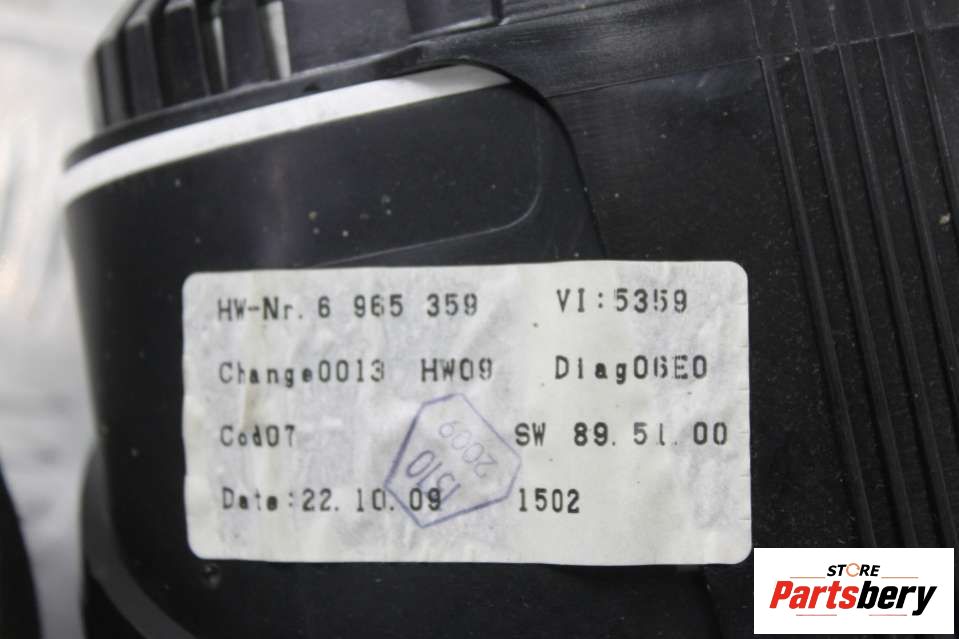 HW-Nr. 6 965 359 VI:5359
Change0013 HW09 Diag06E0
Cod07 SW 89.51.00
Date:22.10.09 1502
1510
2009
STORE
Partsbery